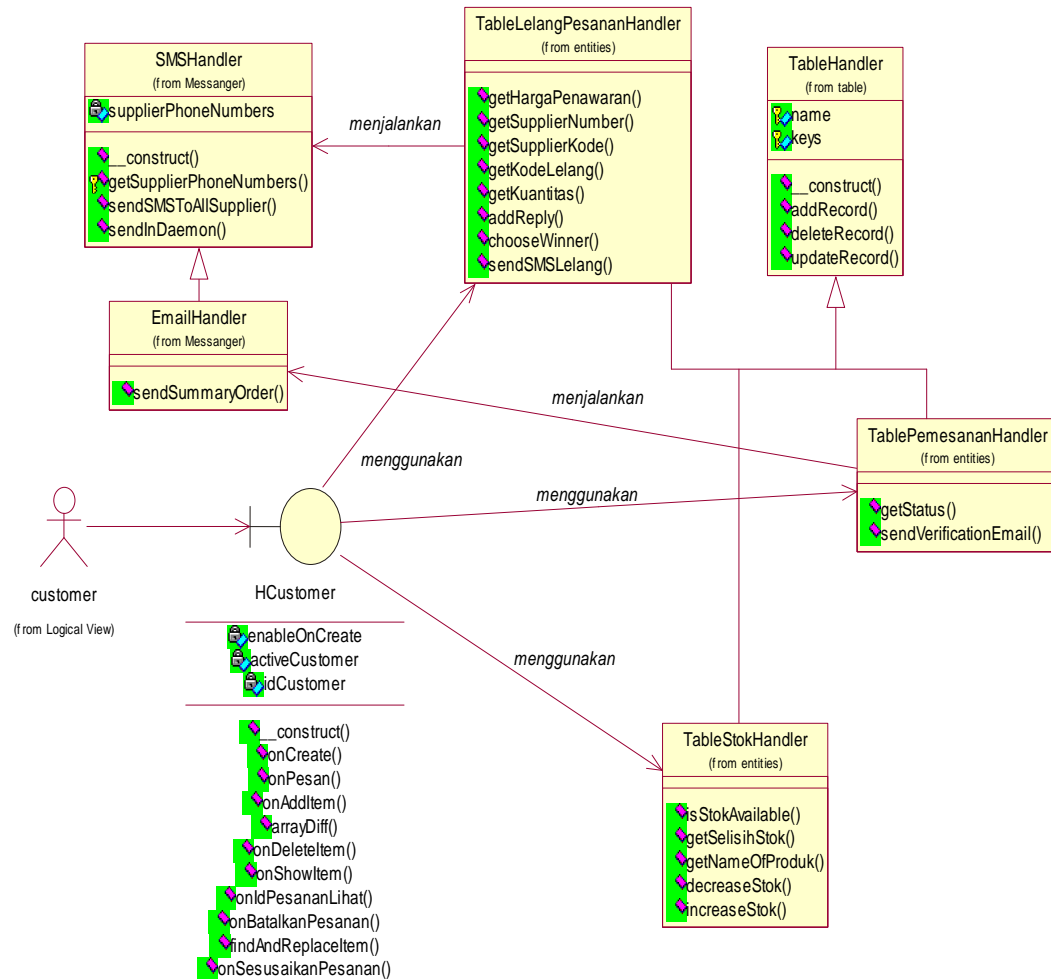 SMSHandler
(from Messanger)
supplierPhoneNumbers
__construct()
getSupplierPhoneNumbers()
sendSMSToAllSupplier()
sendInDaemon()
menjalankan
TableLelangPesananHandler
(from entities)
getHargaPenawaran()
getSupplierNumber()
getSupplierKode()
getKodeLelang()
getKuantitas()
addReply()
chooseWinner()
sendSMSLelang()
TableHandler
(from table)
name
keys
__construct()
addRecord()
deleteRecord()
updateRecord()
EmailHandler
(from Messanger)
sendSummaryOrder()
menjalankan
TablePemesananHandler
(from entities)
getStatus()
sendVerificationEmail()
menggunakan
menggunakan
menggunakan
customer
(from Logical View)
HCustomer
enableOnCreate
activeCustomer
idCustomer
__construct()
onCreate()
onPesan()
onAddItem()
arrayDiff()
onDeleteItem()
onShowItem()
onIdPesananLihat()
onBatalkanPesanan()
findAndReplaceItem()
onSesusaikanPesanan()
TableStokHandler
(from entities)
isStokAvailable()
getSelisihStok()
getNameOfProduk()
decreaseStok()
increaseStok()